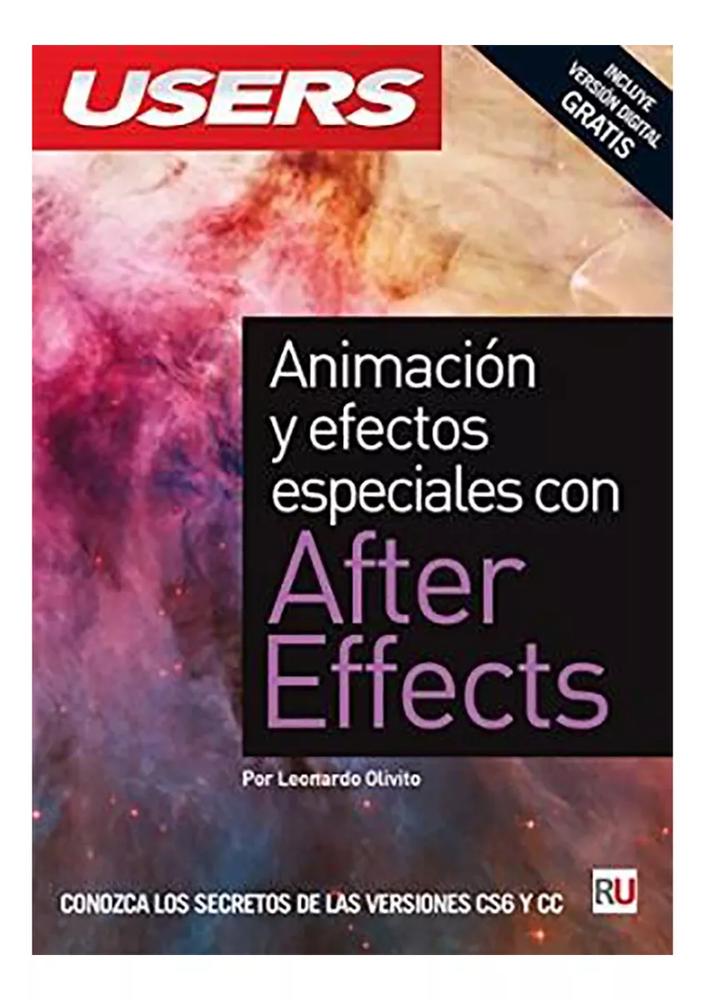 USERS
INCLUYE
VERSIÓN DIGITAL
GRATIS
Animación
y efectos
especiales con
After
Effects
Por Leonardo Olivito
CONOZCA LOS SECRETOS DE LAS VERSIONES CS6 Y CC
RU